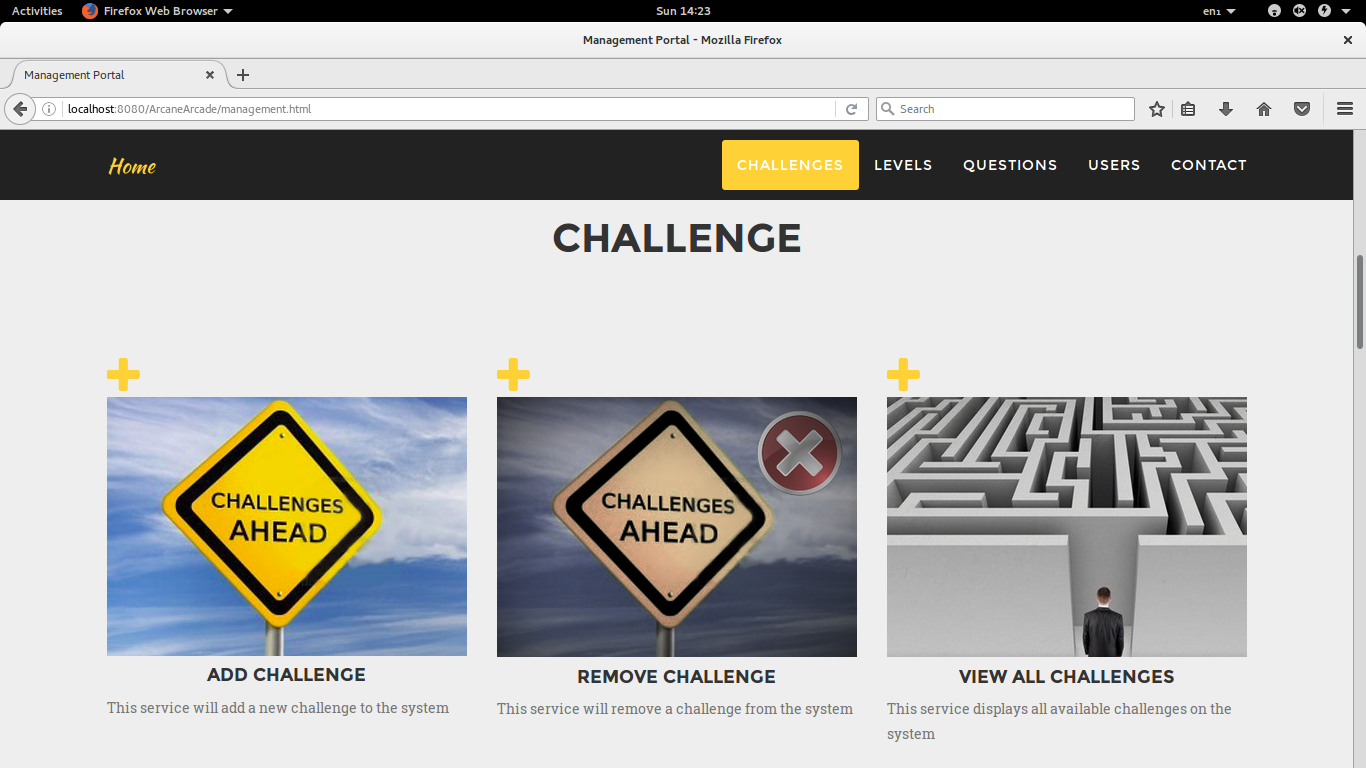 Activities Firefox Web Browser Sun 14:23 en₁
Management Portal - Mozilla Firefox
Management Portal
localhost:8080/ArcaneArcade/management.html Search
Home CHALLENGES LEVELS QUESTIONS USERS CONTACT
CHALLENGE
CHALLENGES
AHEAD
ADD CHALLENGE
This service will add a new challenge to the system
CHALLENGES
AHEAD
REMOVE CHALLENGE
This service will remove a challenge from the system
VIEW ALL CHALLENGES
This service displays all available challenges on the
system